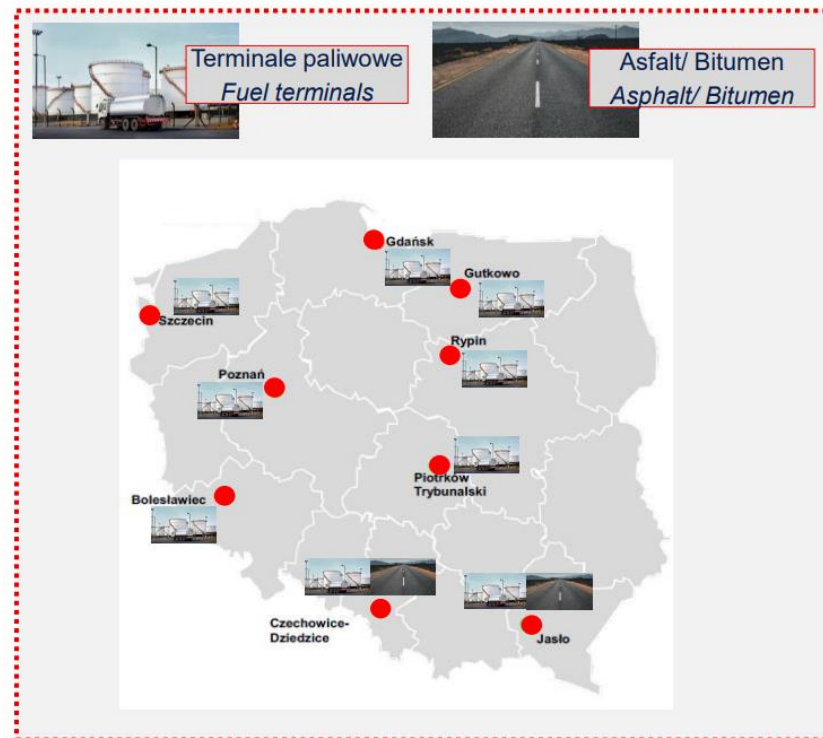 Terminale paliwowe
Fuel terminals
Asfalt/ Bitumen
Asphalt/ Bitumen
Gdańsk
Gutkowo
Szczecin
Rypin
Poznań
Piotrków
Trybunalski
Bolesławiec
Czechowice-
Dziedzice
Jasło